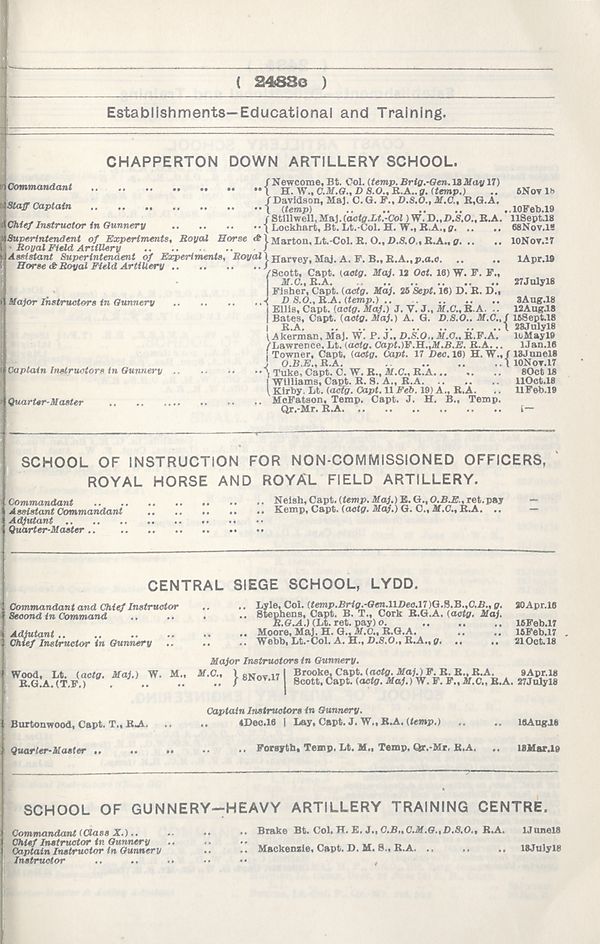 ( 2483e )
Establishments—Educational and Training.
CHAPPERTON DOWN ARTILLERY SCHOOL.
Commandant .. .. .. .. .. .. .. { Newcome, Bt. Col. (temp. Brig.-Gen. 13 May 17)
H. W., C.M.G., D S.O., R.A., g. (temp.) .. 5Nov 18
Staff Captain .. .. .. .. .. .. .. { Davidson, Maj. C. G. F., D.S.O., M.C., R.G.A.
(temp) .. .. .. .. .. .. 10Feb.19
{ Stillwell, Maj. (actg. Lt.-Col) W.D., D.S.O., R.A. 11Sept.18
Chief Instructor in Gunnery .. .. .. .. { Lockhart, Bt. Lt.-Col. H. W., R.A., g. .. .. 68Nov.18
Superintendent of Experiments, Royal Horse &
Royal Field Artillery .. .. .. .. } Marton, Lt.-Col. R. O., D.S.O., R.A., g. .. .. 10Nov.17
Assistant Superintendent of Experiments, Royal
Horse & Royal Field Artillery .. .. .. .. } Harvey, Maj. A. F. B., R.A., p.a.c. .. .. 1Apr.19
{ Scott, Capt. (actg. Maj. 12 Oct. 16) W. F. F.,
M.C., R.A. .. .. .. .. .. 27July18
Fisher, Capt. (actg. Maj. 25 Sept. 16) D. R. D.,
Major Instructors in Gunnery .. .. .. .. D S.O., R.A. (temp.) .. .. .. .. .. 3Aug.18
Ellis, Capt. (actg. Maj.) J. V. J., M.C., R.A. .. 12Aug.18
Bates, Capt. (actg. Maj.) A. G. D.S.O.. M.C., { 15Sept.18
R.A. .. .. .. .. .. .. } 23July18
Akerman, Maj. W. P. J., D.S.O., M.C., R.F.A. 10May19
{ Lawrence, Lt. (actg. Capt.) F.H., M.B.E. R.A. .. 1Jan.16
Towner, Capt, (actg. Capt. 17 Dec. 16) H. W., { 13June18
O.B.E., R.A. .. .. .. .. .. } 10Nov.17
Captain Instructors in Gunnery .. .. .. .. Tuke, Capt. C. W. R., M.C., R.A. .. .. .. 8Oct 18
Williams, Capt. R. S. A., R.A. .. .. .. 11Oct.18
Kirby. Lt. (actg. Capt. 11 Feb. 19) A., R.A. .. 11Feb.19
Quarter-Master .. .. .. .. .. .. McFatson, Temp. Capt. J. H. B., Temp.
Qr.-Mr. R.A. .. .. .. .. .. .. —
SCHOOL OF INSTRUCTION FOR NON-COMMISSIONED OFFICERS,
ROYAL HORSE AND ROYAL FIELD ARTILLERY.
Commandant .. .. .. .. .. .. Neish, Capt. (temp. Maj.) E. G., O.B.E., ret. pay —
Assistant Commandant .. .. .. .. .. Kemp, Capt. (actg. Maj.) G. C., M.C., R.A. .. —
Adjutant .. .. .. .. .. .. ..
Quarter-Master .. .. .. .. .. .. ..
CENTRAL SIEGE SCHOOL, LYDD.
Commandant and Chief Instructor .. .. Lyle, Col. (temp. Brig.-Gen. 11Dec.17) G.S.B., C.B., g. 20Apr.16
Second in Command .. .. .. .. Stephens, Capt. B. T., Cork R.G.A. (actg. Maj.
R.G.A.) (Lt. ret. pay) o. .. .. .. 15Feb.17
Adjutant .. .. .. .. .. .. Moore, Maj. H. G., M.C., R.G.A. .. .. 15Feb.17
Chief Instructor in Gunnery .. .. .. Webb, Lt.-Col. A. H., D.S.O., R.A., g. .. .. 21Oct.18
Major Instructors in Gunnery.
Wood, Lt. (actg. Maj.) W. M., M.C., } 8Nov.17 | Brooke, Capt. (actg. Maj.) F. R. R., R.A. 9Apr.18
R.G.A. (T.F.) .. .. .. .. | Scott, Capt. (actg. Maj.) W. F. F., M.C., R.A. 27July18
Captain Instructors in Gunnery.
Burtonwood, Capt. T., R.A. .. .. 4Dec.16 | Lay, Capt. J. W., R.A. (temp.) .. .. 16Aug.18
Quarter-Master .. .. .. .. .. Forsyth, Temp. Lt. M., Temp. Qr.-Mr. R.A. .. 18Mar.19
SCHOOL OF GUNNERY—HEAVY ARTILLERY TRAINING CENTRE.
Commandant (Class X.) .. .. .. .. Brake Bt. Col. H. E. J., C.B., C.M.G., D.S.O., R.A. 1June18
Chief Instructor in Gunnery .. .. ..
Captain Instructor in Gunnery .. .. Mackenzie, Capt. D. M. S., R.A. .. .. .. 18July18
Instructor .. .. .. .. ..